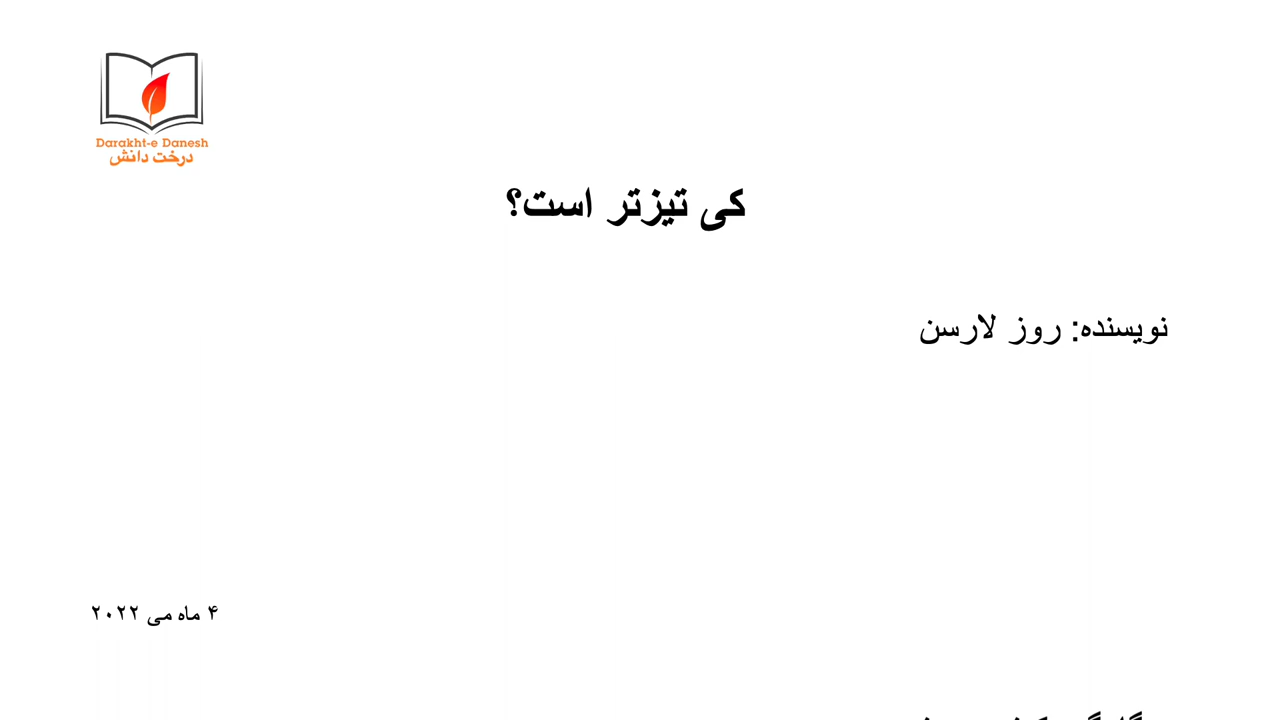 Darakht-e Danesh
درخت دانش
کی تیزتر است؟
نویسنده: روز لارسن
۴ ماه می ۲۰۲۲